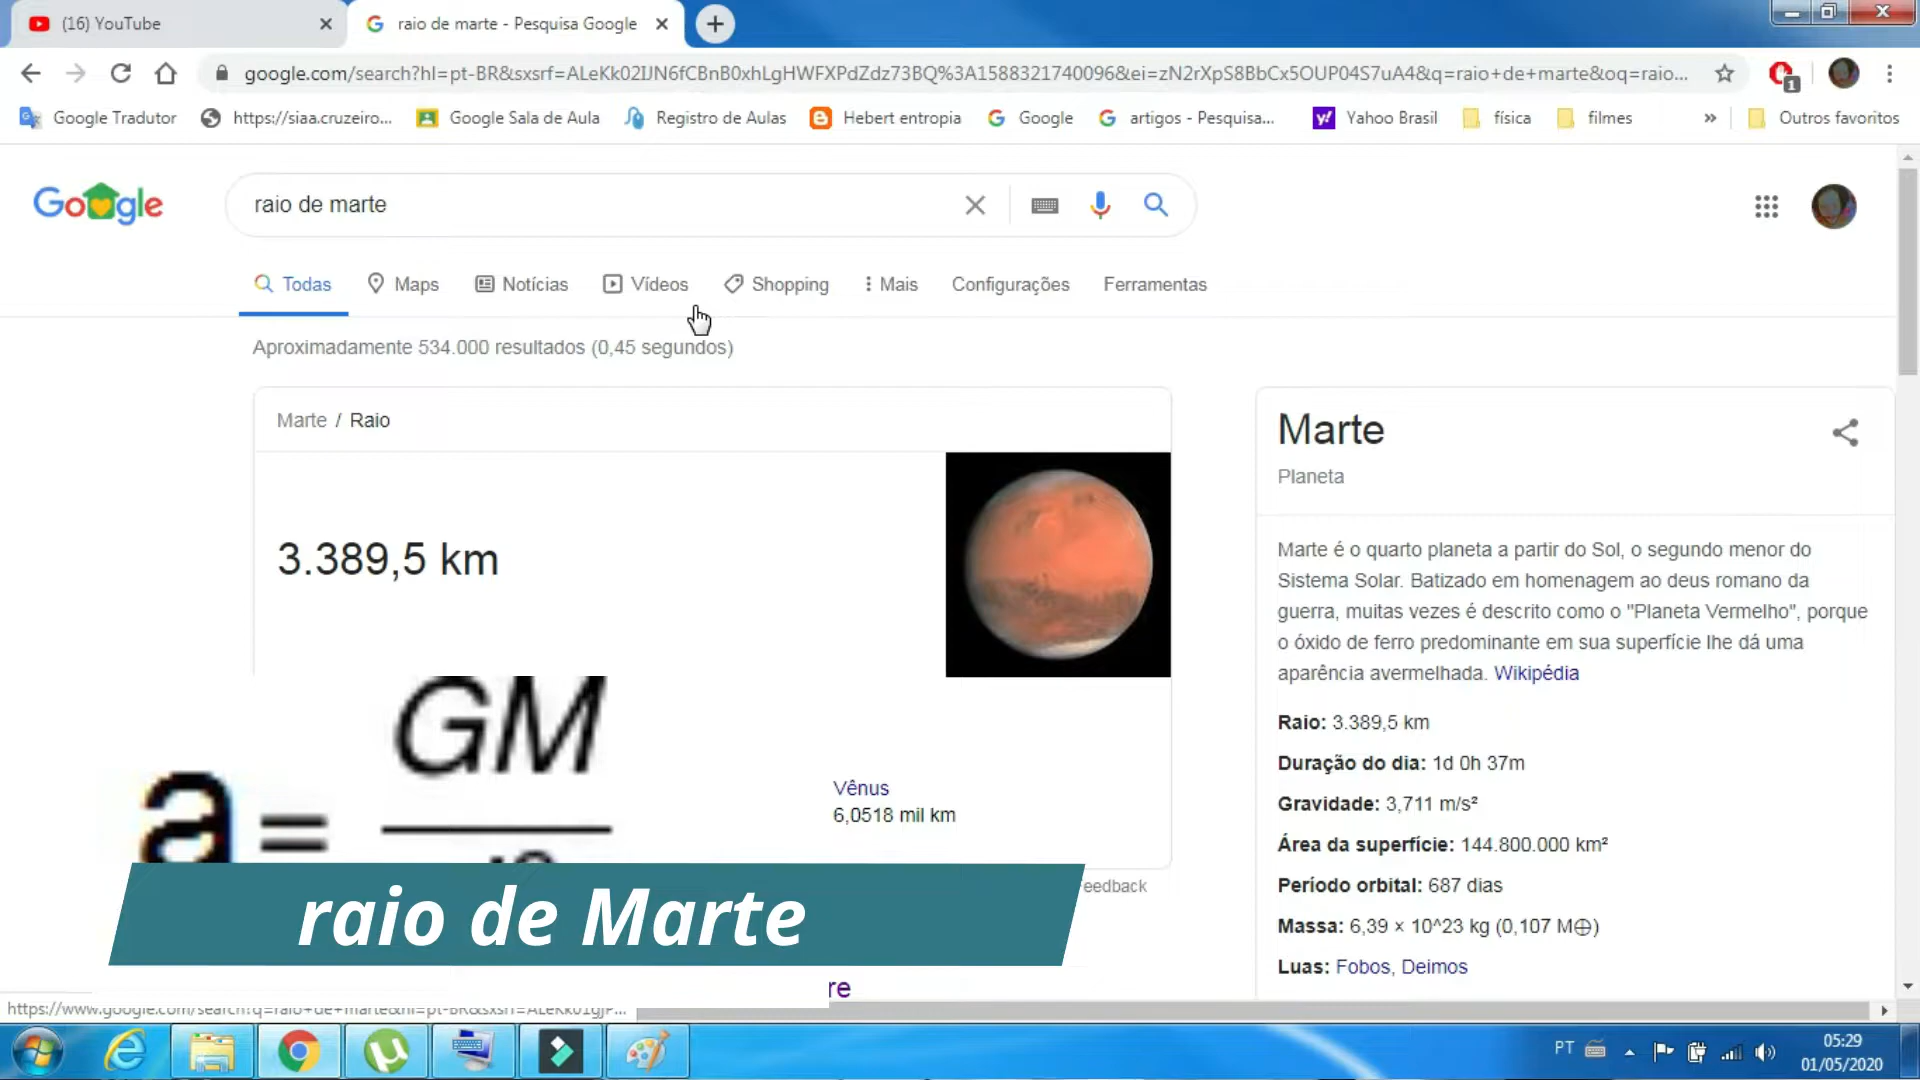 (16) YouTube
raio de marte - Pesquisa Google
google.com/search?hl=pt-BR&sxsrf=ALeKk02IJN6fCBnB0xhLgHWFXPdZdz73BQ%3A1588321740096&ei=zN2rXpS8BbCx5OUP04S7uA4&q=raio+de+marte&oq=raio...
1
Google Tradutor
https://siaa.cruzeiro...
Google Sala de Aula
Registro de Aulas
Hebert entropia
Google
artigos - Pesquisa...
Yahoo Brasil
física
filmes
»
Outros favoritos
Google
raio de marte
Todas
Maps
Notícias
Vídeos
Shopping
Mais
Configurações
Ferramentas
Aproximadamente 534.000 resultados (0,45 segundos)
Marte / Raio
3.389,5 km
GM
a =
Vênus
6,0518 mil km
eedback
raio de Marte
re
Marte
Planeta
Marte é o quarto planeta a partir do Sol, o segundo menor do
Sistema Solar. Batizado em homenagem ao deus romano da
guerra, muitas vezes é descrito como o "Planeta Vermelho", porque
o óxido de ferro predominante em sua superfície lhe dá uma
aparência avermelhada. Wikipédia
Raio: 3.389,5 km
Duração do dia: 1d 0h 37m
Gravidade: 3,711 m/s²
Área da superfície: 144.800.000 km²
Período orbital: 687 dias
Massa: 6,39 × 10^23 kg (0,107 M⊕)
Luas: Fobos, Deimos
PT
05:29
01/05/2020